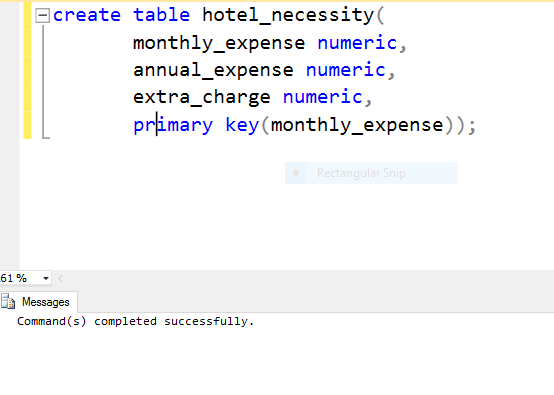 create table hotel_necessity(
monthly_expense numeric,
annual_expense numeric,
extra_charge numeric,
primary key(monthly_expense));
Rectangular Snip
61 %
Messages
Command(s) completed successfully.